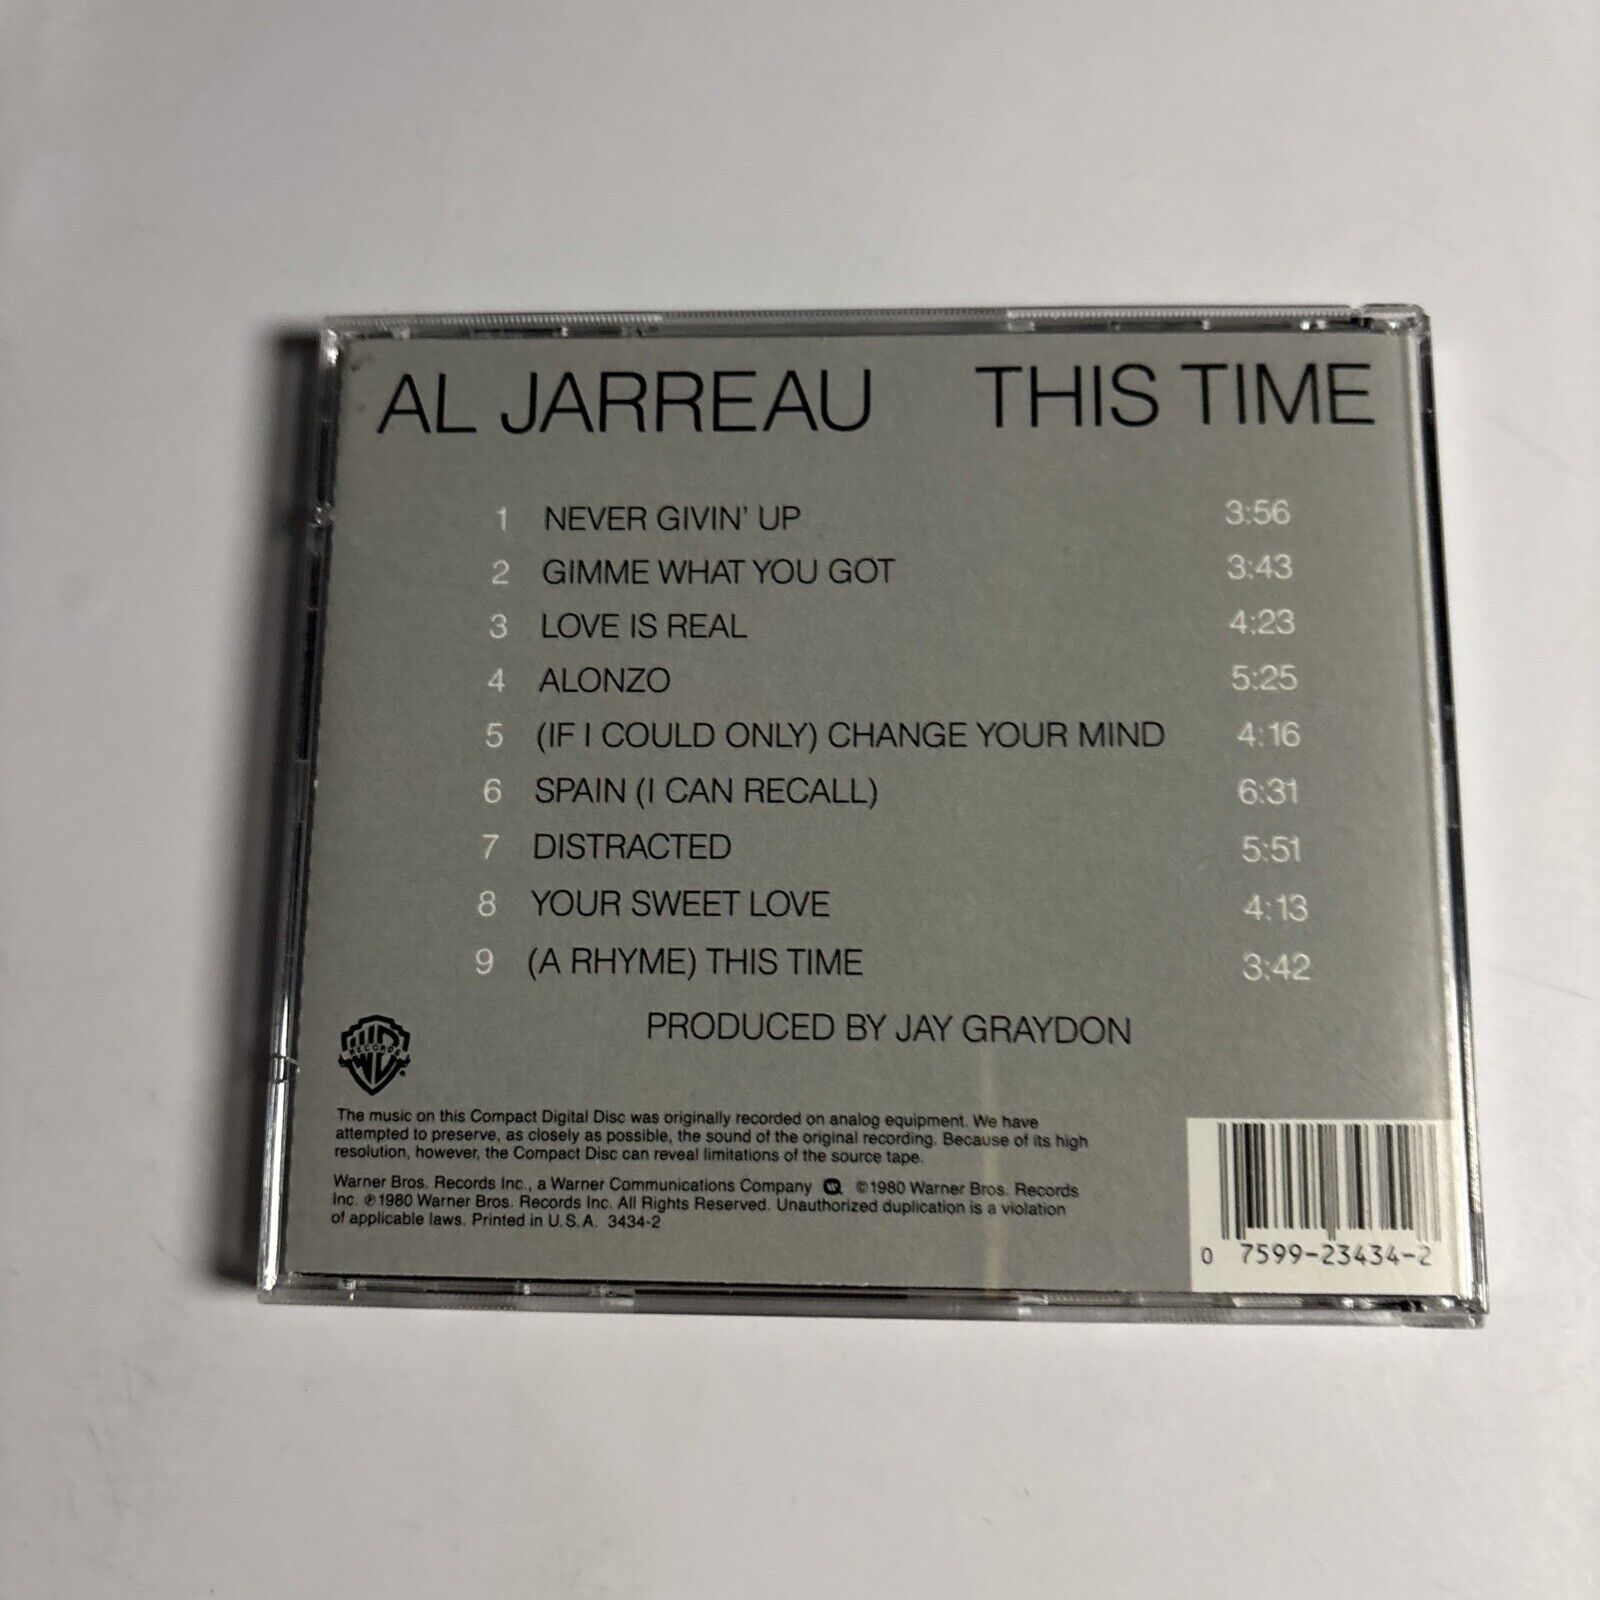 AL JARREAU THIS TIME
1 NEVER GIVIN' UP 3:56
2 GIMME WHAT YOU GOT 3:43
3 LOVE IS REAL 4:23
4 ALONZO 5:25
5 (IF I COULD ONLY) CHANGE YOUR MIND 4:16
6 SPAIN (I CAN RECALL) 6:31
7 DISTRACTED 5:51
8 YOUR SWEET LOVE 4:13
9 (A RHYME) THIS TIME 3:42
PRODUCED BY JAY GRAYDON
RECORDS
The music on this Compact Digital Disc was originally recorded on analog equipment. We have
attempted to preserve, as closely as possible, the sound of the original recording. Because of its high
resolution, however, the Compact Disc can reveal limitations of the source tape.
Warner Bros. Records Inc., a Warner Communications Company ©1980 Warner Bros. Records
Inc. ℗1980 Warner Bros. Records Inc. All Rights Reserved. Unauthorized duplication is a violation
of applicable laws. Printed in U.S.A. 3434-2
0 7599-23434-2